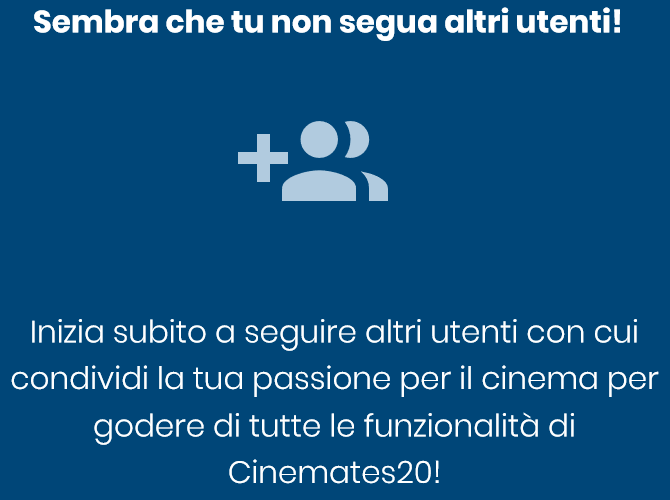 Sembra che tu non segua altri utenti!
Inizia subito a seguire altri utenti con cui
condividi la tua passione per il cinema per
godere di tutte le funzionalità di
Cinemates20!